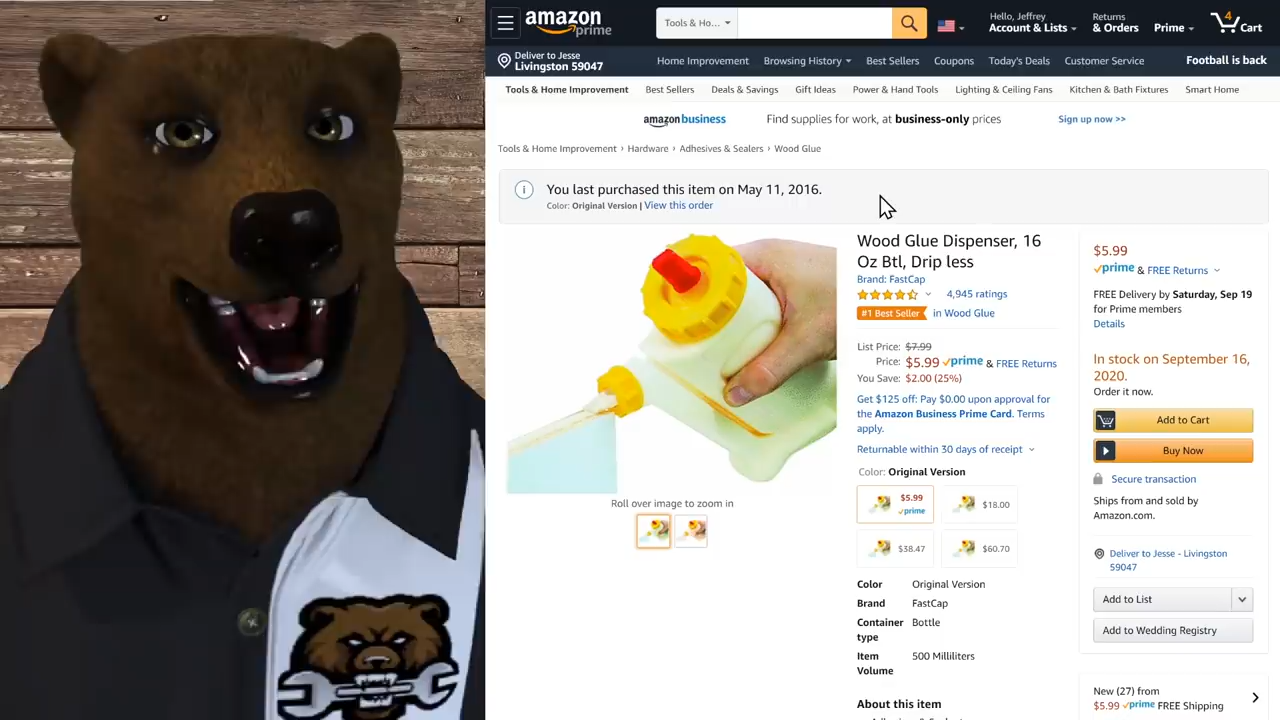 amazon prime
Tools & Ho...
Hello, Jeffrey
Account & Lists
Returns
& Orders
Prime
4
Cart
Deliver to Jesse
Livingston 59047
Home Improvement
Browsing History
Best Sellers
Coupons
Today's Deals
Customer Service
Football is back
Tools & Home Improvement
Best Sellers
Deals & Savings
Gift Ideas
Power & Hand Tools
Lighting & Ceiling Fans
Kitchen & Bath Fixtures
Smart Home
amazon business
Find supplies for work, at business-only prices
Sign up now >>
Tools & Home Improvement › Hardware › Adhesives & Sealers › Wood Glue
You last purchased this item on May 11, 2016.
Color: Original Version | View this order
Roll over image to zoom in
Wood Glue Dispenser, 16
Oz Btl, Drip less
Brand: FastCap
4,945 ratings
#1 Best Seller in Wood Glue
List Price: $7.99
Price: $5.99 prime & FREE Returns
You Save: $2.00 (25%)
Get $125 off: Pay $0.00 upon approval for
the Amazon Business Prime Card. Terms
apply.
Returnable within 30 days of receipt
Color: Original Version
$5.99
prime
$18.00
$38.47
$60.70
Color Original Version
Brand FastCap
Container Bottle
type
Item 500 Milliliters
Volume
About this item
$5.99
prime & FREE Returns
FREE Delivery by Saturday, Sep 19
for Prime members
Details
In stock on September 16,
2020.
Order it now.
Add to Cart
Buy Now
Secure transaction
Ships from and sold by
Amazon.com.
Deliver to Jesse - Livingston
59047
Add to List
Add to Wedding Registry
New (27) from
$5.99 prime FREE Shipping